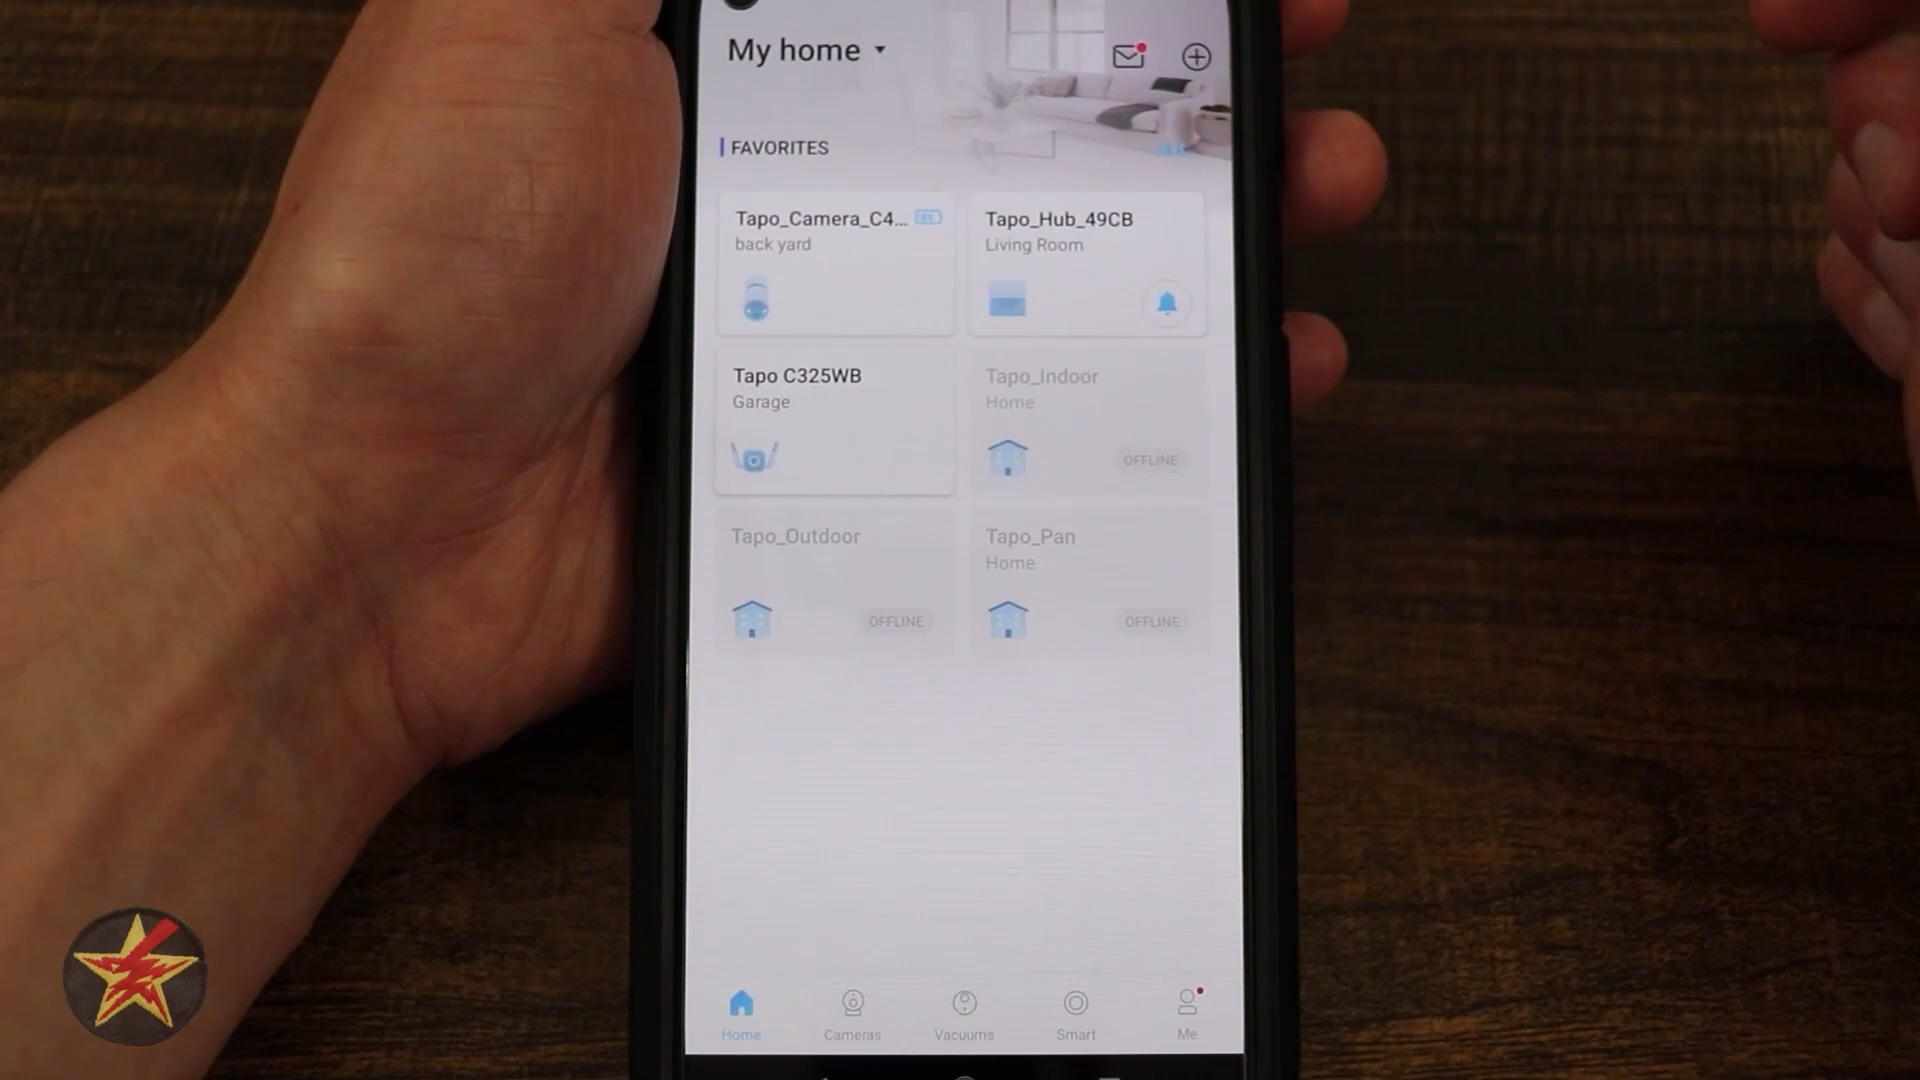 My home
FAVORITES
Tapo_Camera_C4...
back yard
Tapo_Hub_49CB
Living Room
Tapo C325WB
Garage
Tapo_Indoor
Home
OFFLINE
Tapo_Outdoor
OFFLINE
Tapo_Pan
Home
OFFLINE
Home
Cameras
Vacuums
Smart
Me